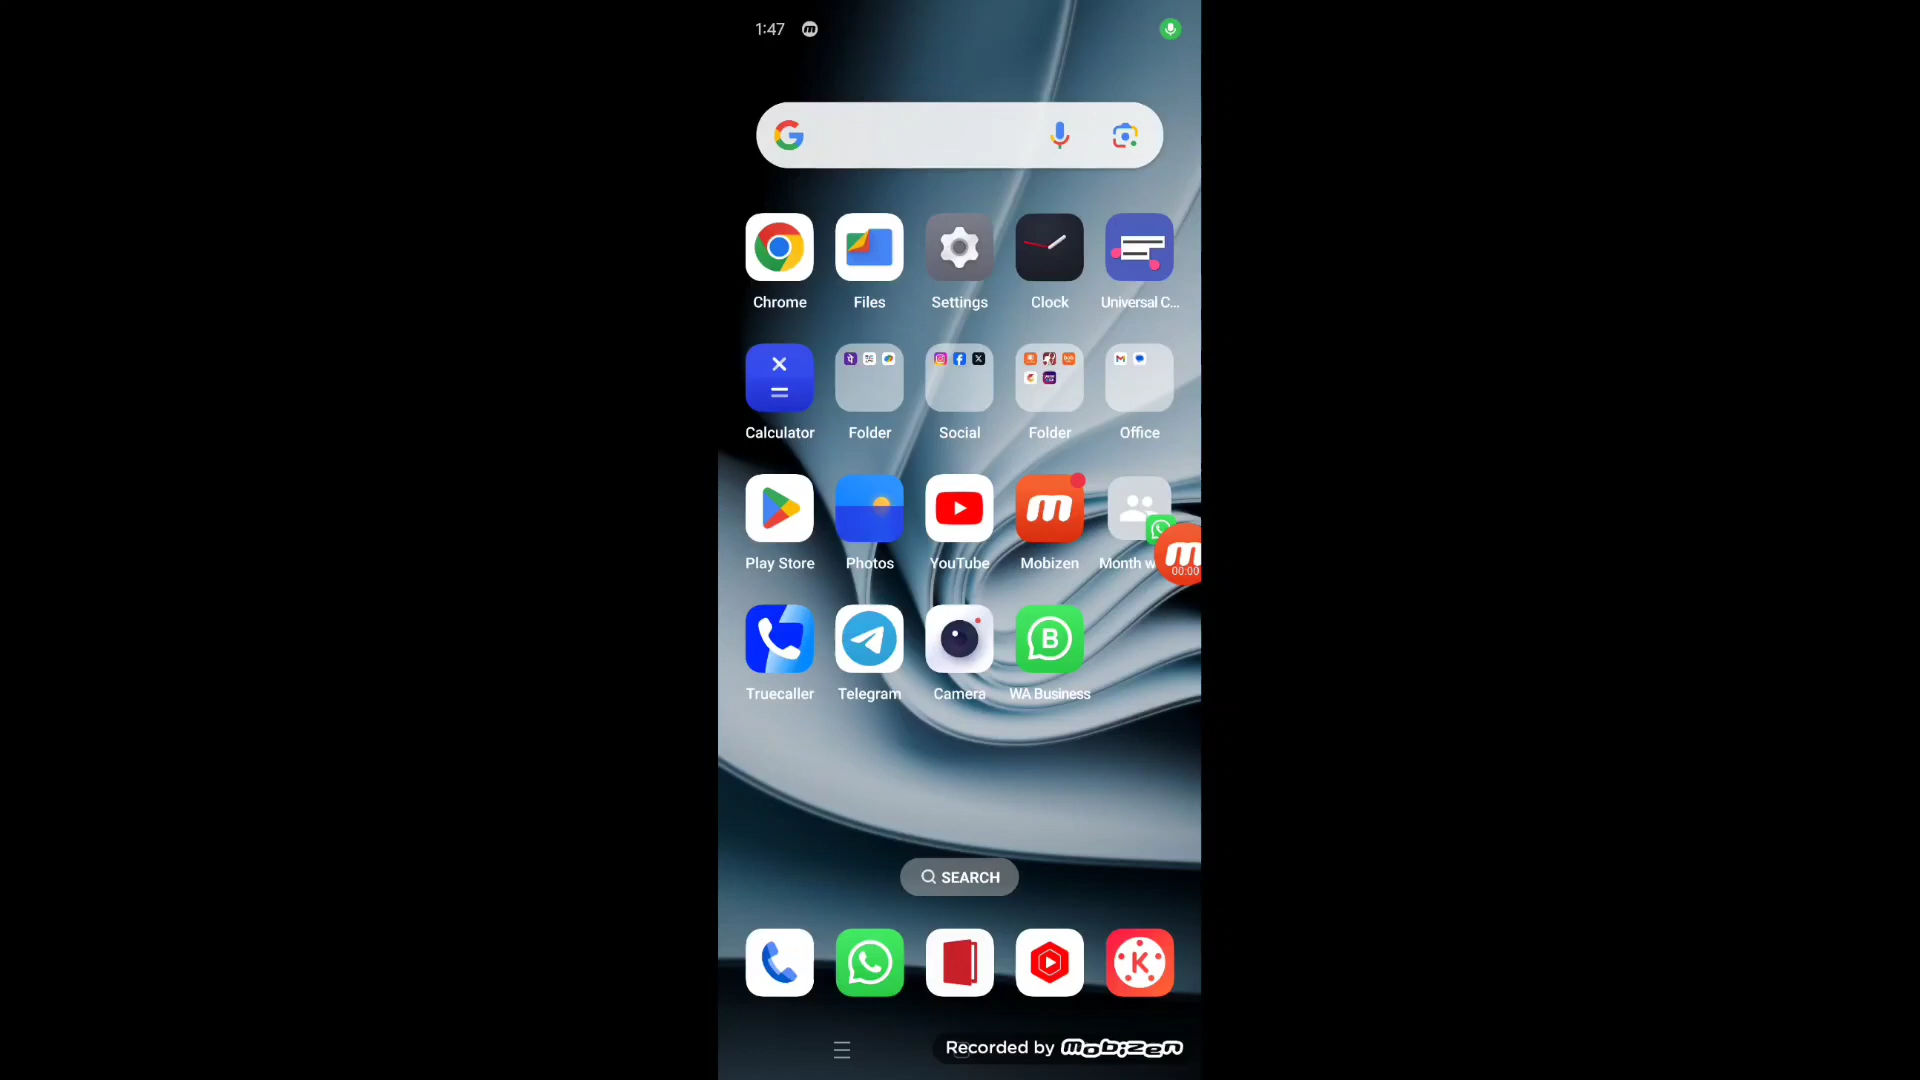 1:47
Chrome
Files
Settings
Clock
Universal C...
Calculator
Folder
Social
Folder
Office
Play Store
Photos
YouTube
Mobizen
Month w
00:00
Truecaller
Telegram
Camera
WA Business
SEARCH
Recorded by mobizen